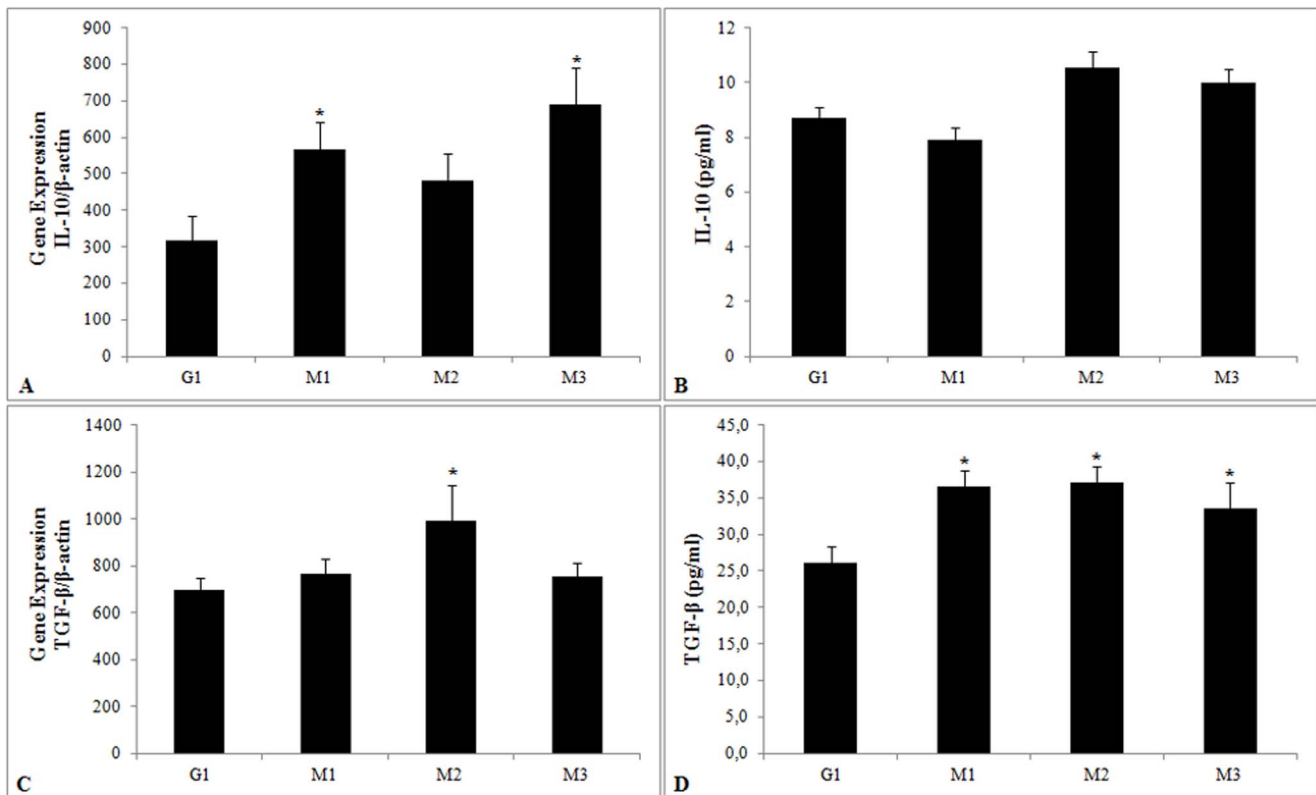 Gene Expression
IL-10/β-actin
900
800
700
600
500
400
300
200
100
0
*
*
G1 M1 M2 M3
A
IL-10 (pg/ml)
12
10
8
6
4
2
0
G1 M1 M2 M3
B
Gene Expression
TGF-β/β-actin
1400
1200
1000
800
600
400
200
0
*
G1 M1 M2 M3
C
TGF-β (pg/ml)
45,0
40,0
35,0
30,0
25,0
20,0
15,0
10,0
5,0
0,0
*
*
*
G1 M1 M2 M3
D